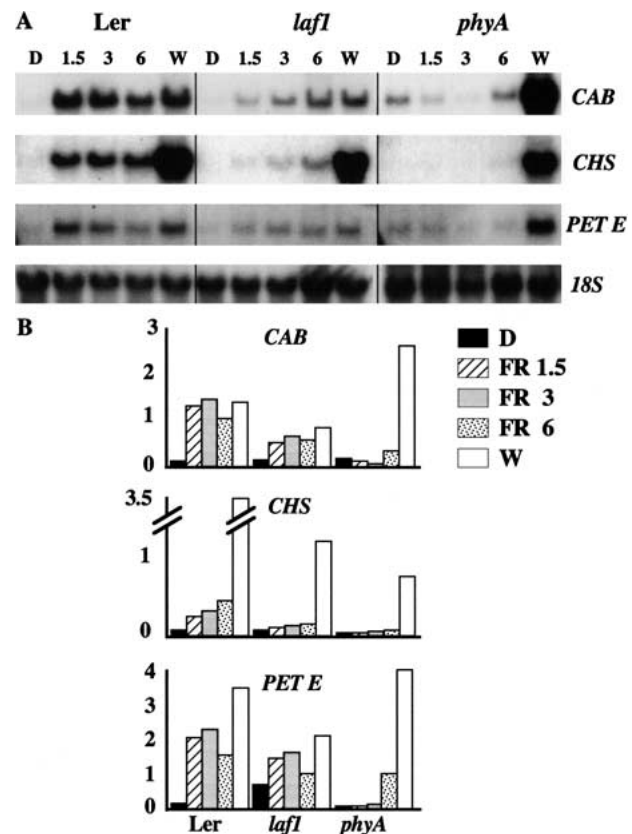 A Ler laf1 phyA
D 1.5 3 6 W D 1.5 3 6 W D 1.5 3 6 W
CAB
CHS
PET E
18S
B
CAB
3
2
1
0
D
FR 1.5
FR 3
FR 6
W
CHS
3.5
1
0
PET E
4
3
2
1
0
Ler laf1 phyA